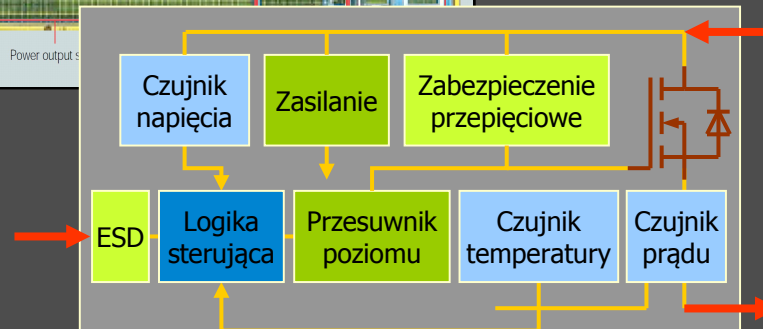 Power output s
Czujnik
napięcia
Zasilanie
Zabezpieczenie
przepięciowe
ESD
Logika
sterująca
Przesuwnik
poziomu
Czujnik
temperatury
Czujnik
prądu